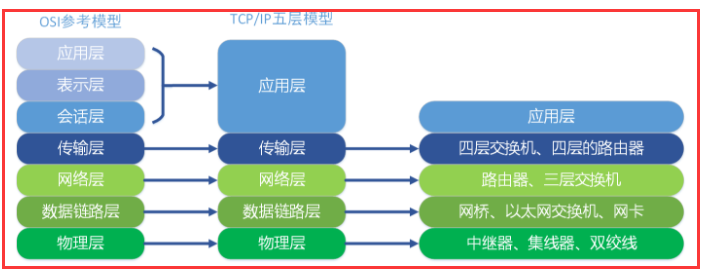 OSI参考模型
TCP/IP五层模型
应用层
表示层
会话层
传输层
网络层
数据链路层
物理层
应用层
传输层
网络层
数据链路层
物理层
应用层
四层交换机、四层的路由器
路由器、三层交换机
网桥、以太网交换机、网卡
中继器、集线器、双绞线